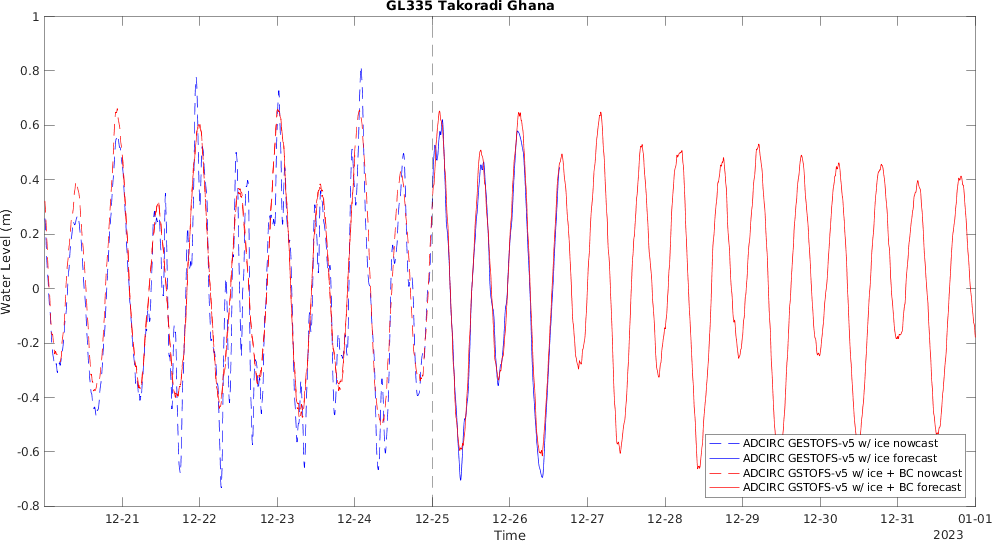 GL335 Takoradi Ghana
Water Level (m)
1
0.8
0.6
0.4
0.2
0
-0.2
-0.4
-0.6
-0.8
ADCIRC GESTOFS-v5 w/ ice nowcast
ADCIRC GESTOFS-v5 w/ ice forecast
ADCIRC GSTOFS-v5 w/ ice + BC nowcast
ADCIRC GSTOFS-v5 w/ ice + BC forecast
12-21 12-22 12-23 12-24 12-25 12-26 12-27 12-28 12-29 12-30 12-31 01-01
Time
2023